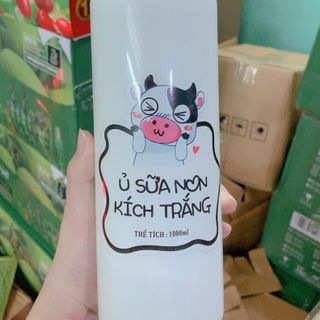 Ủ SỮA NON
KÍCH TRẮNG
THỂ TÍCH : 1000ml